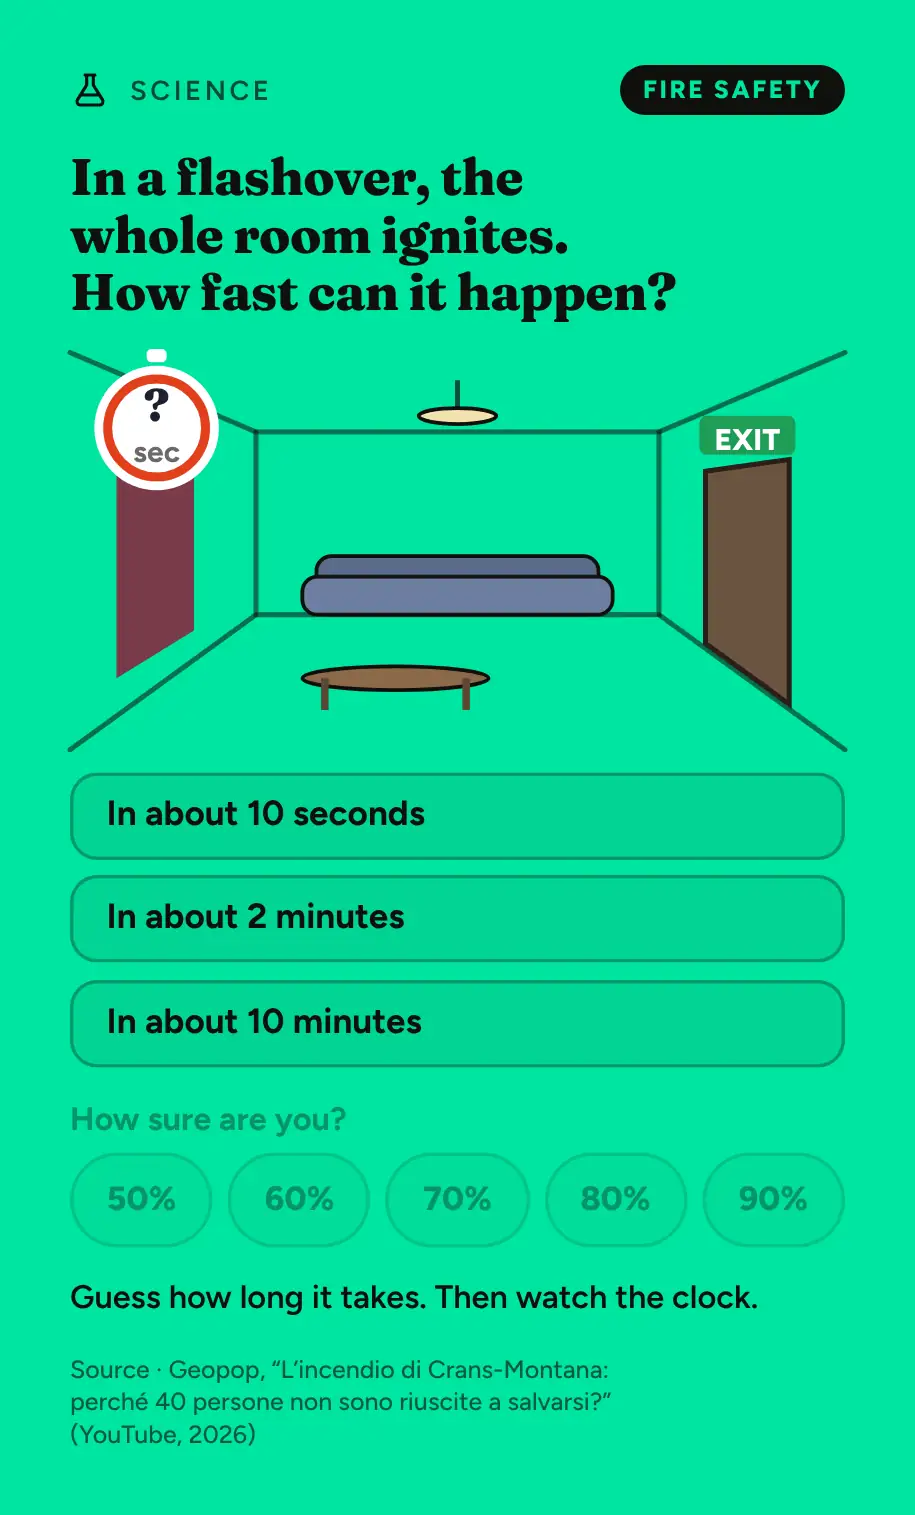 SCIENCE
FIRE SAFETY
In a flashover, the
whole room ignites.
How fast can it happen?
?
sec
EXIT
In about 10 seconds
In about 2 minutes
In about 10 minutes
How sure are you?
50%
60%
70%
80%
90%
Guess how long it takes. Then watch the clock.
Source · Geopop, “L’incendio di Crans-Montana:
perché 40 persone non sono riuscite a salvarsi?”
(YouTube, 2026)